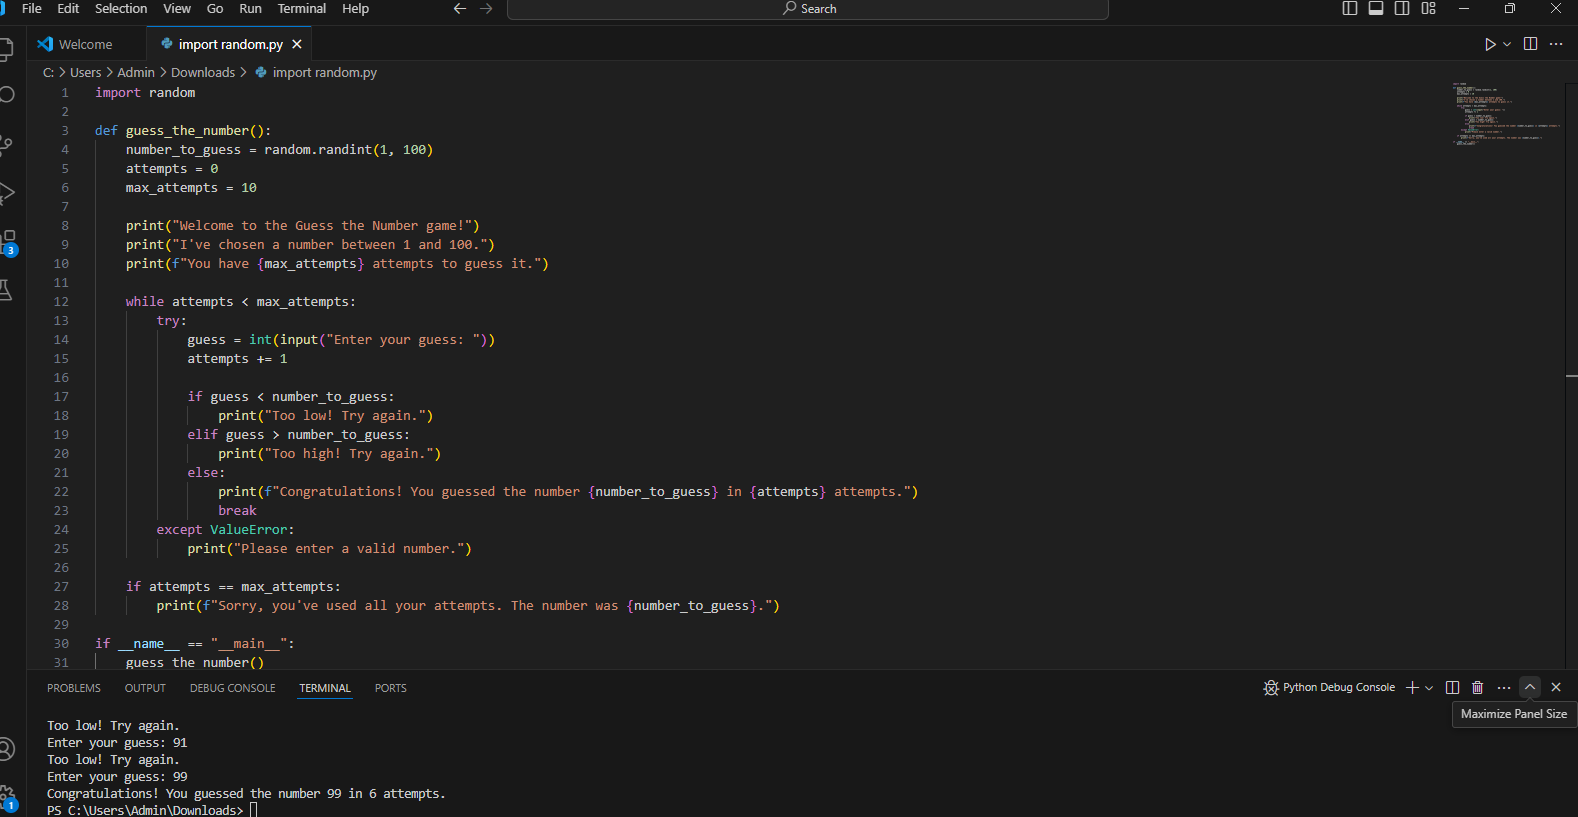 File Edit Selection View Go Run Terminal Help Search
Welcome import random.py
C: > Users > Admin > Downloads > import random.py
1 import random
2
3 def guess_the_number():
4 number_to_guess = random.randint(1, 100)
5 attempts = 0
6 max_attempts = 10
7
8 print("Welcome to the Guess the Number game!")
9 print("I've chosen a number between 1 and 100.")
10 print(f"You have {max_attempts} attempts to guess it.")
11
12 while attempts < max_attempts:
13 try:
14 guess = int(input("Enter your guess: "))
15 attempts += 1
16
17 if guess < number_to_guess:
18 print("Too low! Try again.")
19 elif guess > number_to_guess:
20 print("Too high! Try again.")
21 else:
22 print(f"Congratulations! You guessed the number {number_to_guess} in {attempts} attempts.")
23 break
24 except ValueError:
25 print("Please enter a valid number.")
26
27 if attempts == max_attempts:
28 print(f"Sorry, you've used all your attempts. The number was {number_to_guess}.")
29
30 if __name__ == "__main__":
31 guess_the_number()
3
1
PROBLEMS OUTPUT DEBUG CONSOLE TERMINAL PORTS Python Debug Console
Maximize Panel Size
Too low! Try again.
Enter your guess: 91
Too low! Try again.
Enter your guess: 99
Congratulations! You guessed the number 99 in 6 attempts.
PS C:\Users\Admin\Downloads>